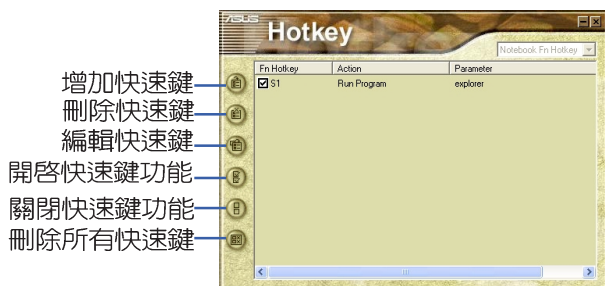 ASUS
Hotkey
Notebook Fn Hotkey
Fn Hotkey Action Parameter
S1 Run Program explorer
增加快速鍵
刪除快速鍵
編輯快速鍵
開啓快速鍵功能
關閉快速鍵功能
刪除所有快速鍵